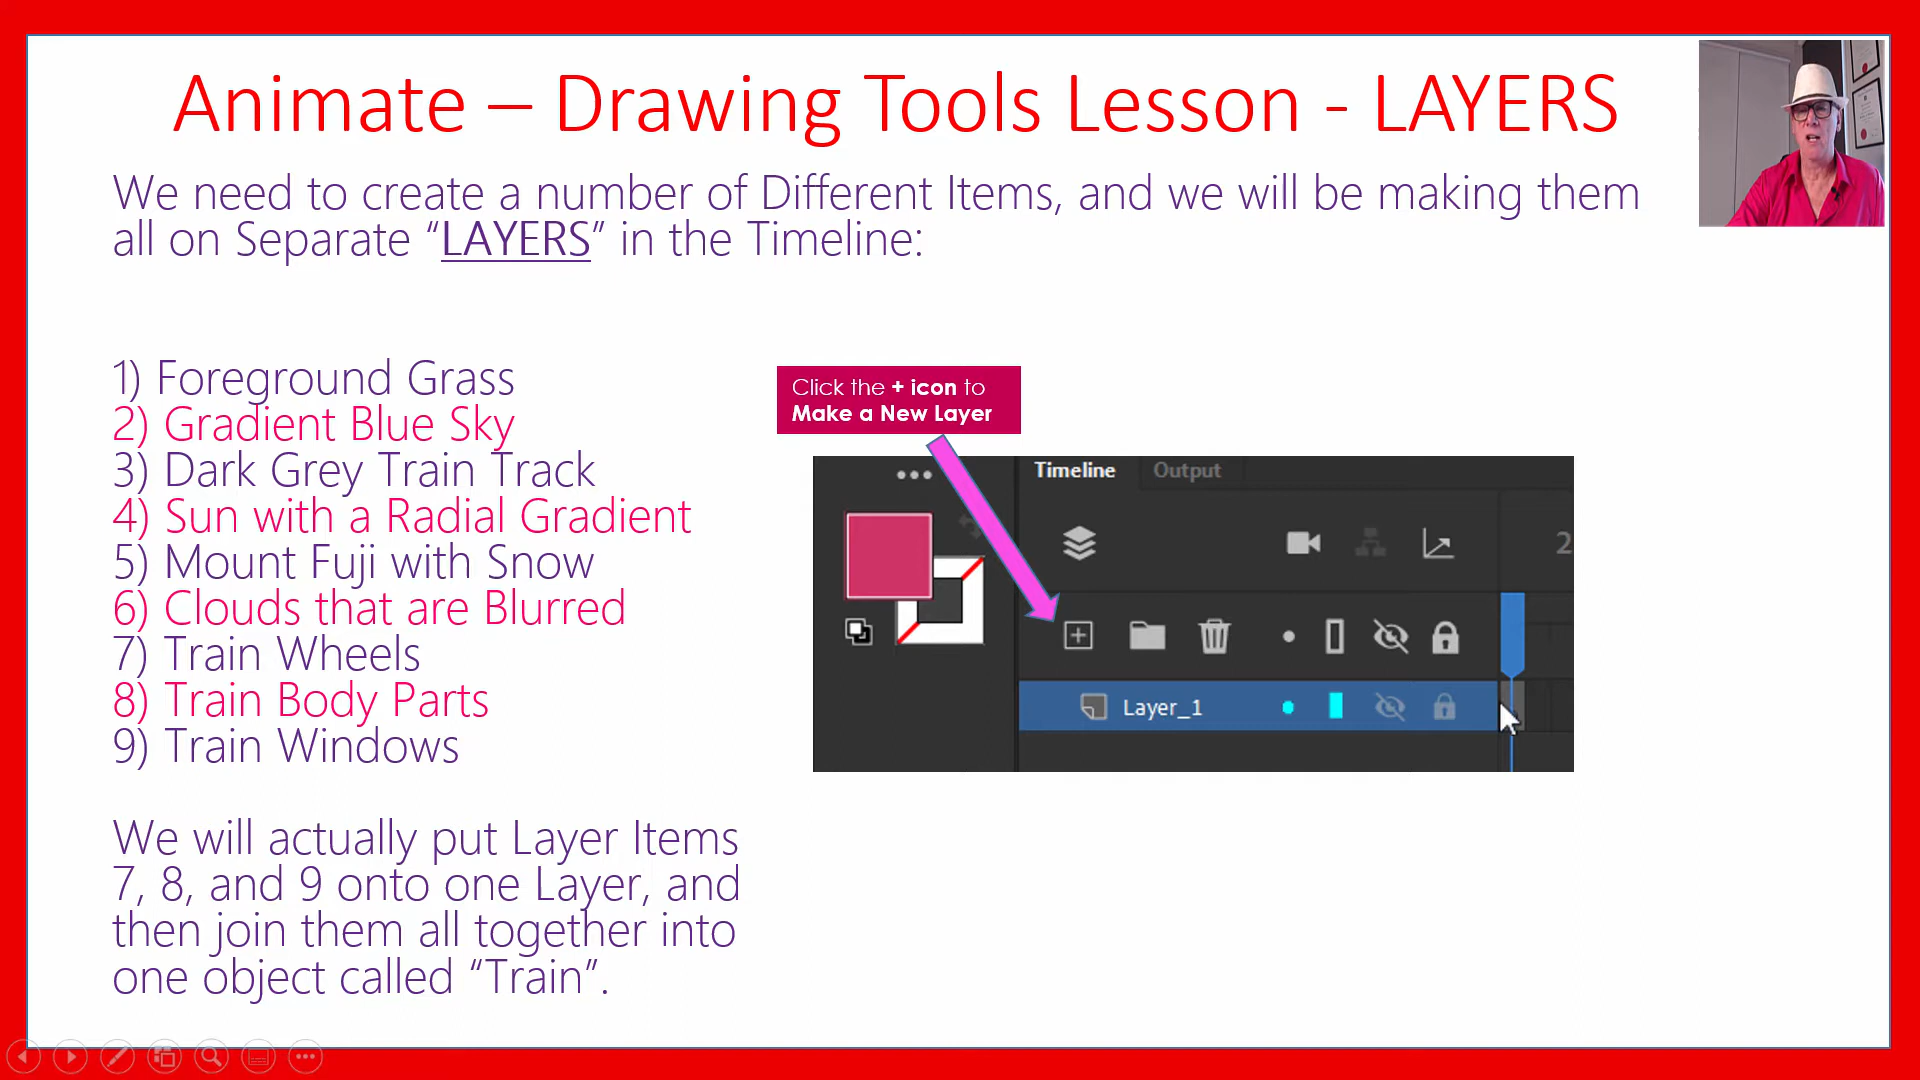 Animate – Drawing Tools Lesson - LAYERS
We need to create a number of Different Items, and we will be making them
all on Separate “LAYERS” in the Timeline:
1) Foreground Grass
2) Gradient Blue Sky
3) Dark Grey Train Track
4) Sun with a Radial Gradient
5) Mount Fuji with Snow
6) Clouds that are Blurred
7) Train Wheels
8) Train Body Parts
9) Train Windows
We will actually put Layer Items
7, 8, and 9 onto one Layer, and
then join them all together into
one object called “Train”.
Click the + icon to
Make a New Layer
Timeline Output
2
Layer_1